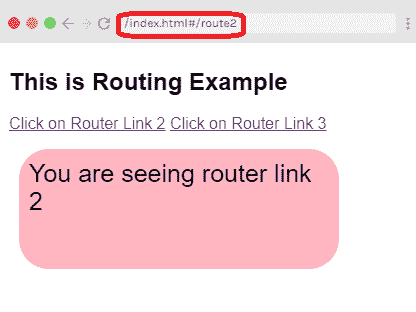 /index.html#/route2
This is Routing Example
Click on Router Link 2 Click on Router Link 3
You are seeing router link
2